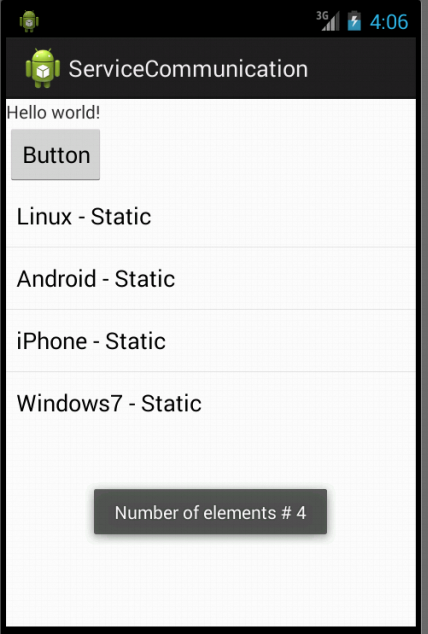 3G 4:06
ServiceCommunication
Hello world!
Button
Linux - Static
Android - Static
iPhone - Static
Windows7 - Static
Number of elements # 4